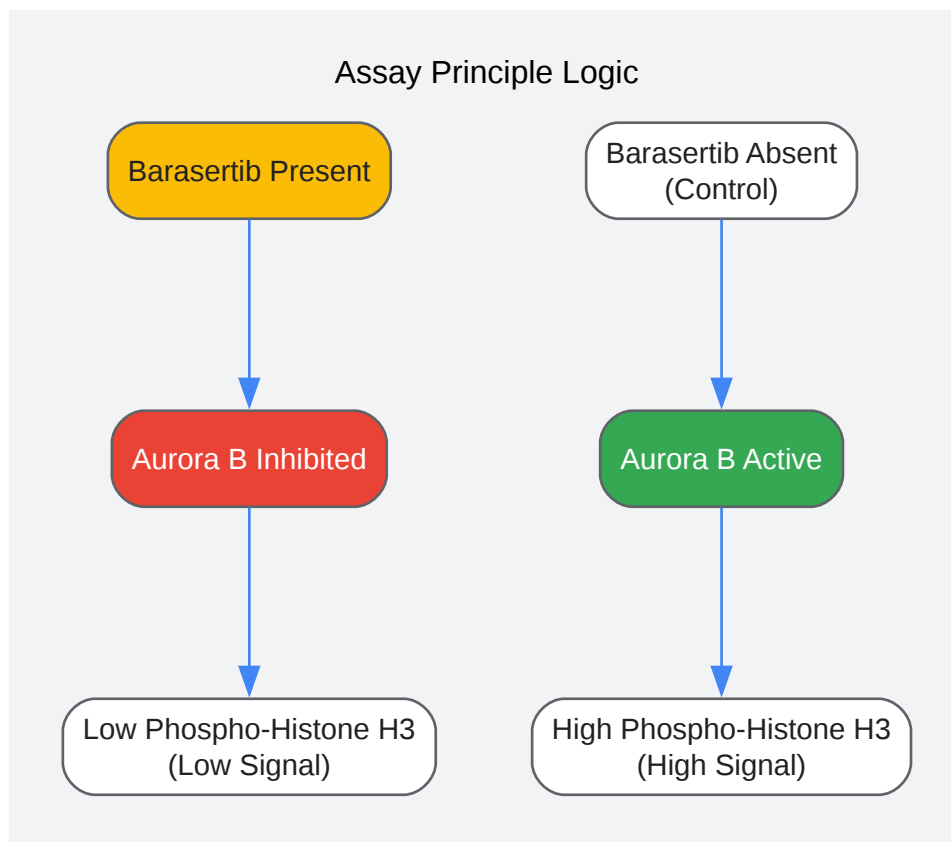 Assay Principle Logic
Barasertib Present
Barasertib Absent
(Control)
Aurora B Inhibited
Aurora B Active
Low Phospho-Histone H3
(Low Signal)
High Phospho-Histone H3
(High Signal)